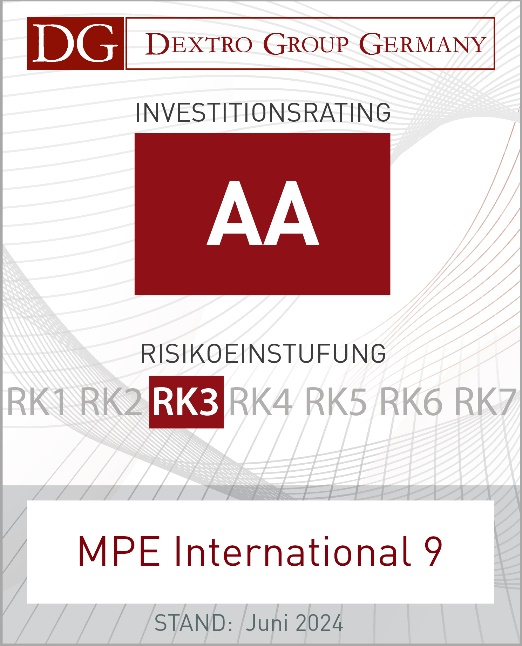 DG DEXTRO GROUP GERMANY
INVESTITIONSRATING
AA
RISIKOEINSTUFUNG
RK1 RK2 RK3 RK4 RK5 RK6 RK7
MPE International 9
STAND: Juni 2024